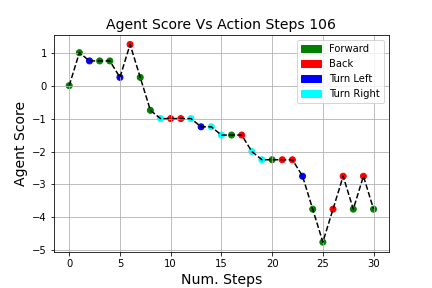 Agent Score Vs Action Steps 106
Agent Score
1
0
−1
−2
−3
−4
−5
Forward
Back
Turn Left
Turn Right
0 5 10 15 20 25 30
Num. Steps